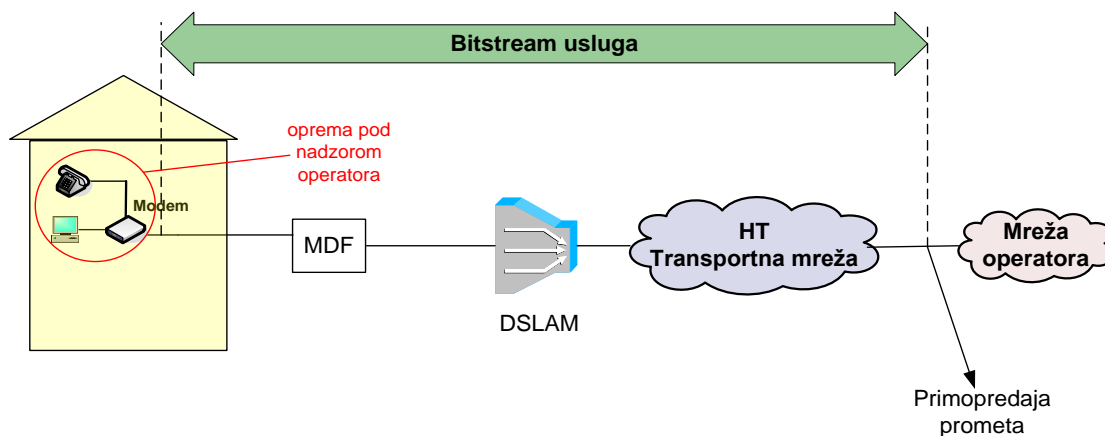 Bitstream usluga
oprema pod
nadzorom
operatora
Modem
MDF
DSLAM
HT
Transportna mreža
Mreža
operatora
Primopredaja
prometa